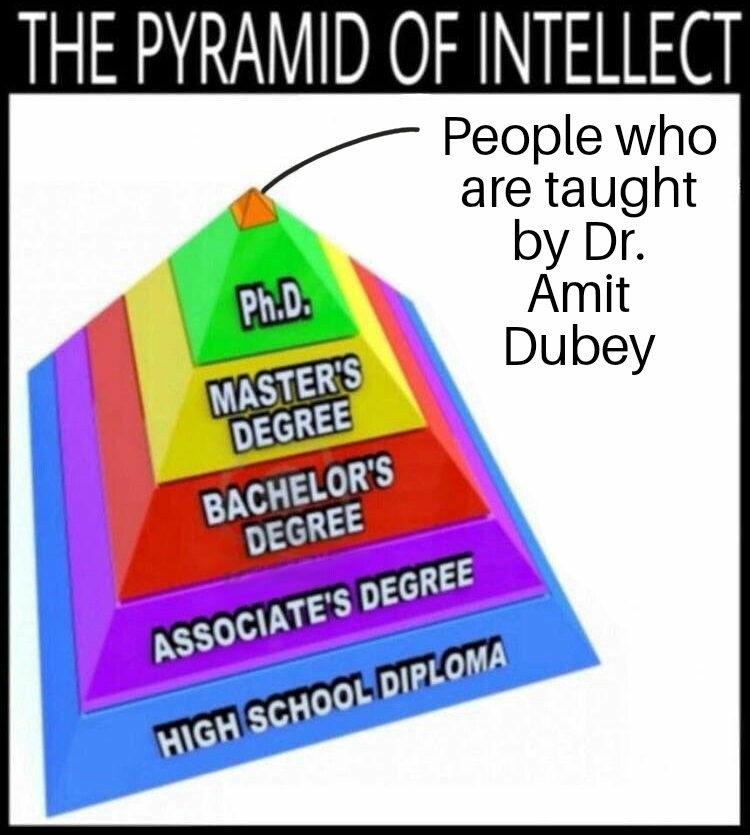 THE PYRAMID OF INTELLECT
People who
are taught
by Dr.
Amit
Dubey
Ph.D.
MASTER'S
DEGREE
BACHELOR'S
DEGREE
ASSOCIATE'S DEGREE
HIGH SCHOOL DIPLOMA